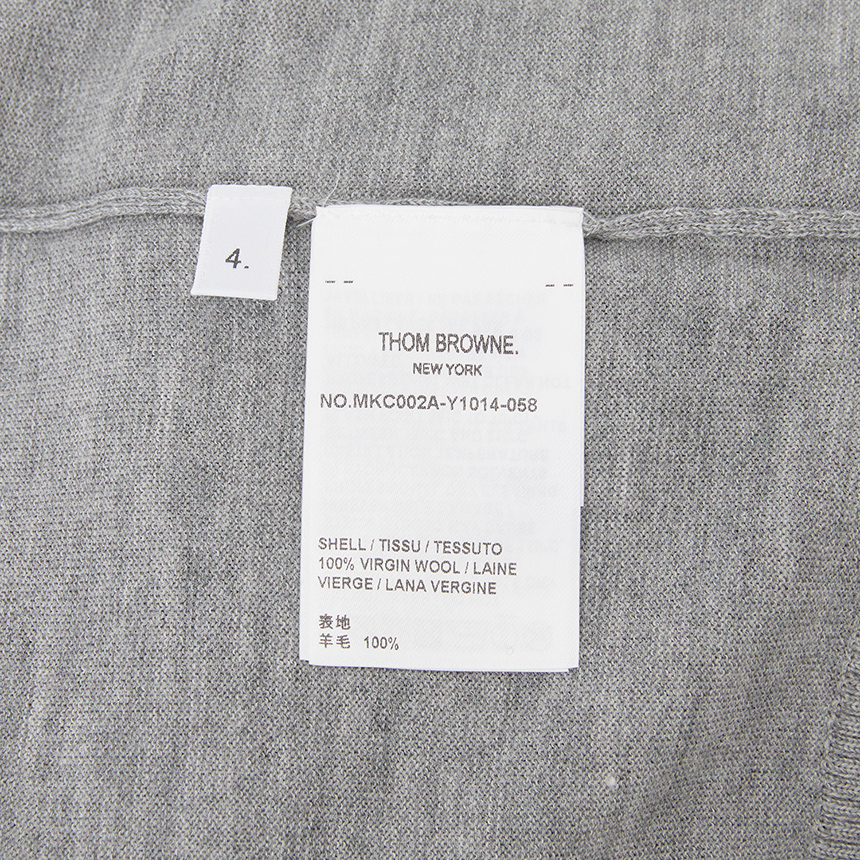 4.
THOM BROWNE.
NEW YORK
NO.MKC002A-Y1014-058
SHELL / TISSU / TESSUTO
100% VIRGIN WOOL / LAINE
VIERGE / LANA VERGINE
表地
羊毛 100%